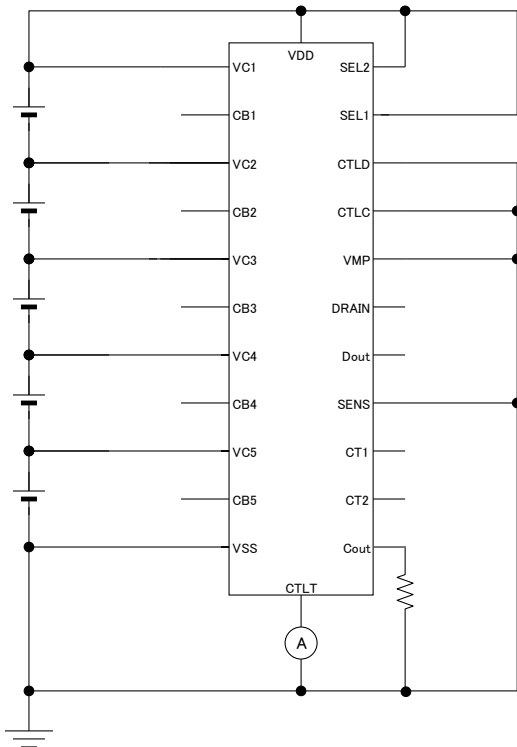 VDD
VC1
CB1
VC2
CB2
VC3
CB3
VC4
CB4
VC5
CB5
VSS
SEL2
SEL1
CTLD
CTLC
VMP
DRAIN
Dout
SENS
CT1
CT2
Cout
CTLT
A